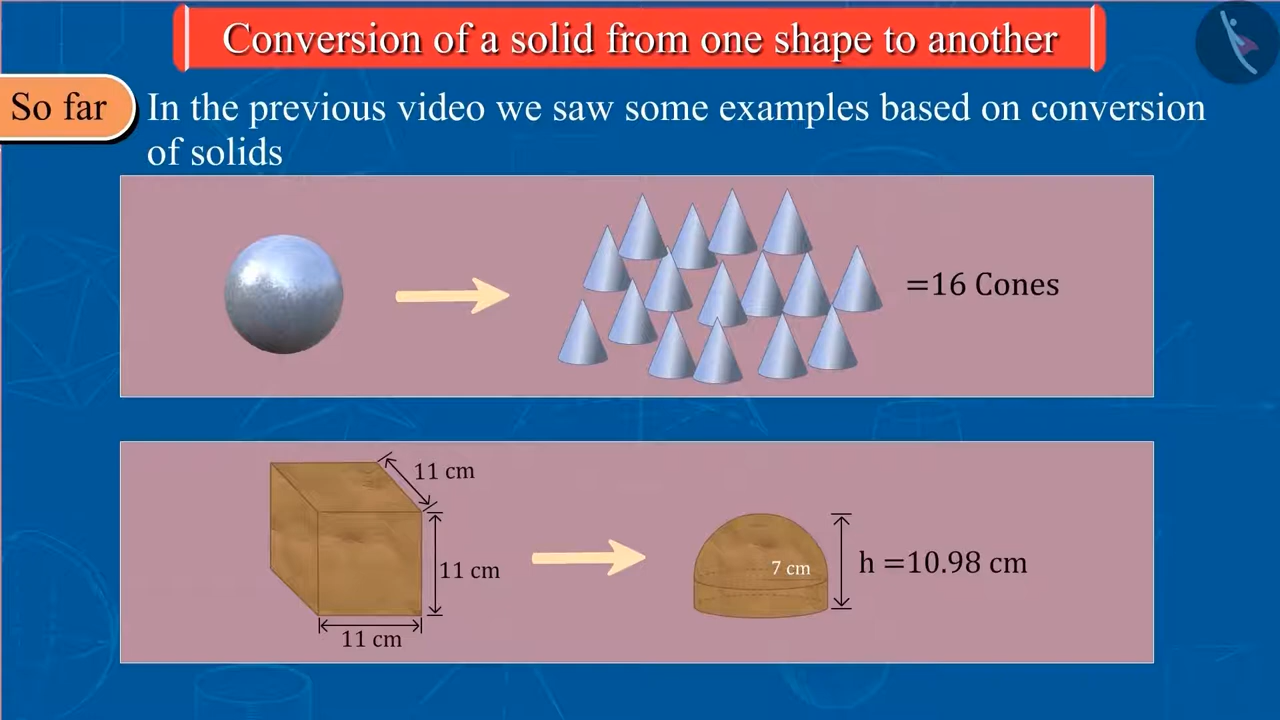 Conversion of a solid from one shape to another
So far
In the previous video we saw some examples based on conversion
of solids
=16 Cones
11 cm
11 cm
11 cm
7 cm
h =10.98 cm